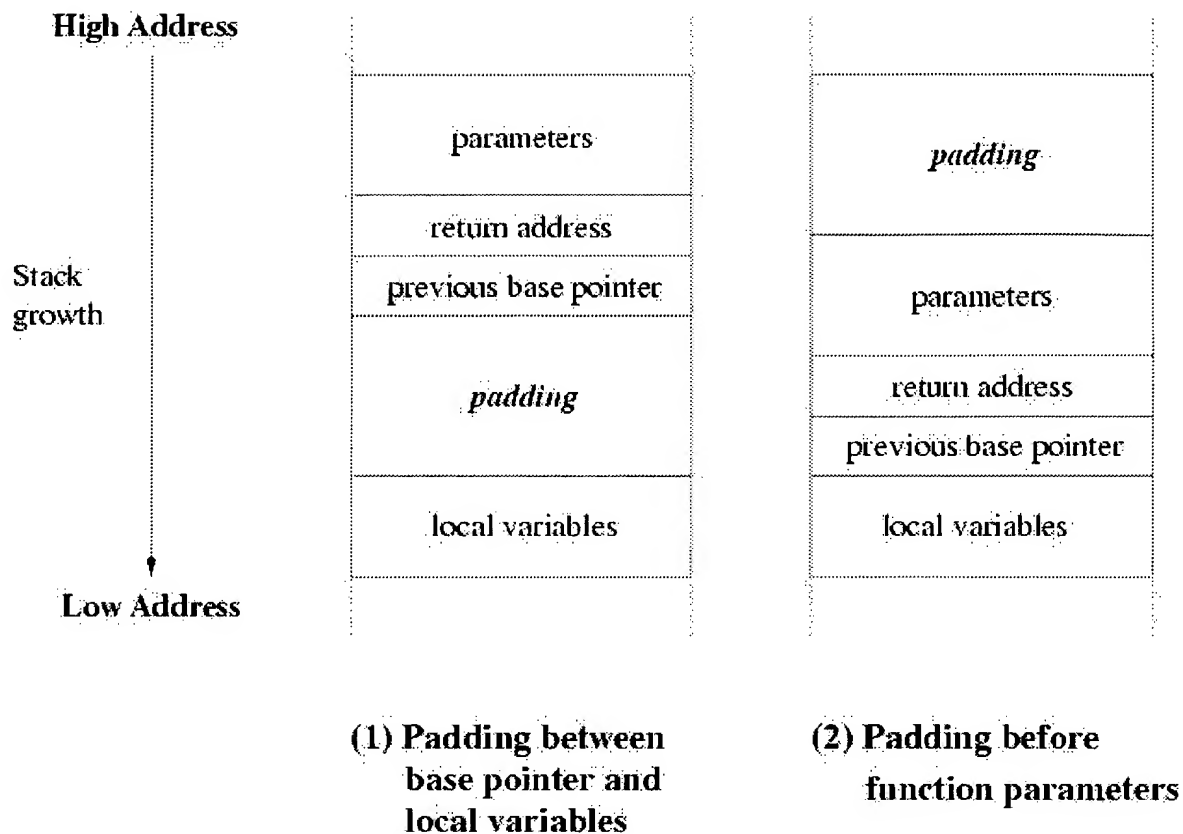 High Address
Stack
growth
Low Address
parameters
return address
previous base pointer
padding
local variables
(1) Padding between
base pointer and
local variables
padding
parameters
return address
previous base pointer
local variables
(2) Padding before
function parameters